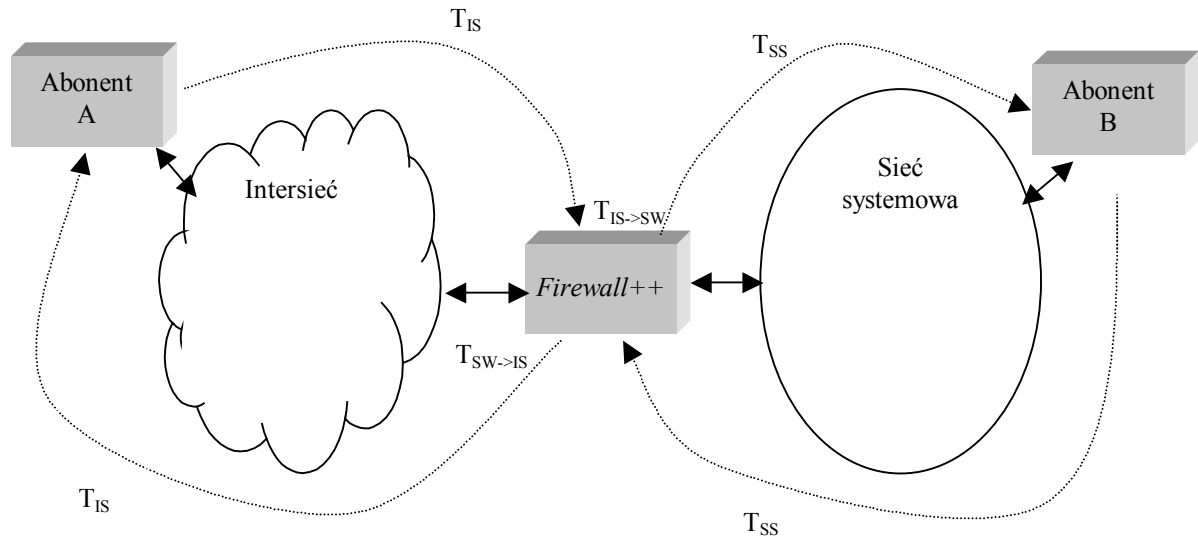 T_IS
T_SS
Abonent
A
Abonent
B
Intersieć
Sieć
systemowa
T_IS->SW
Firewall++
T_SW->IS
T_IS
T_SS